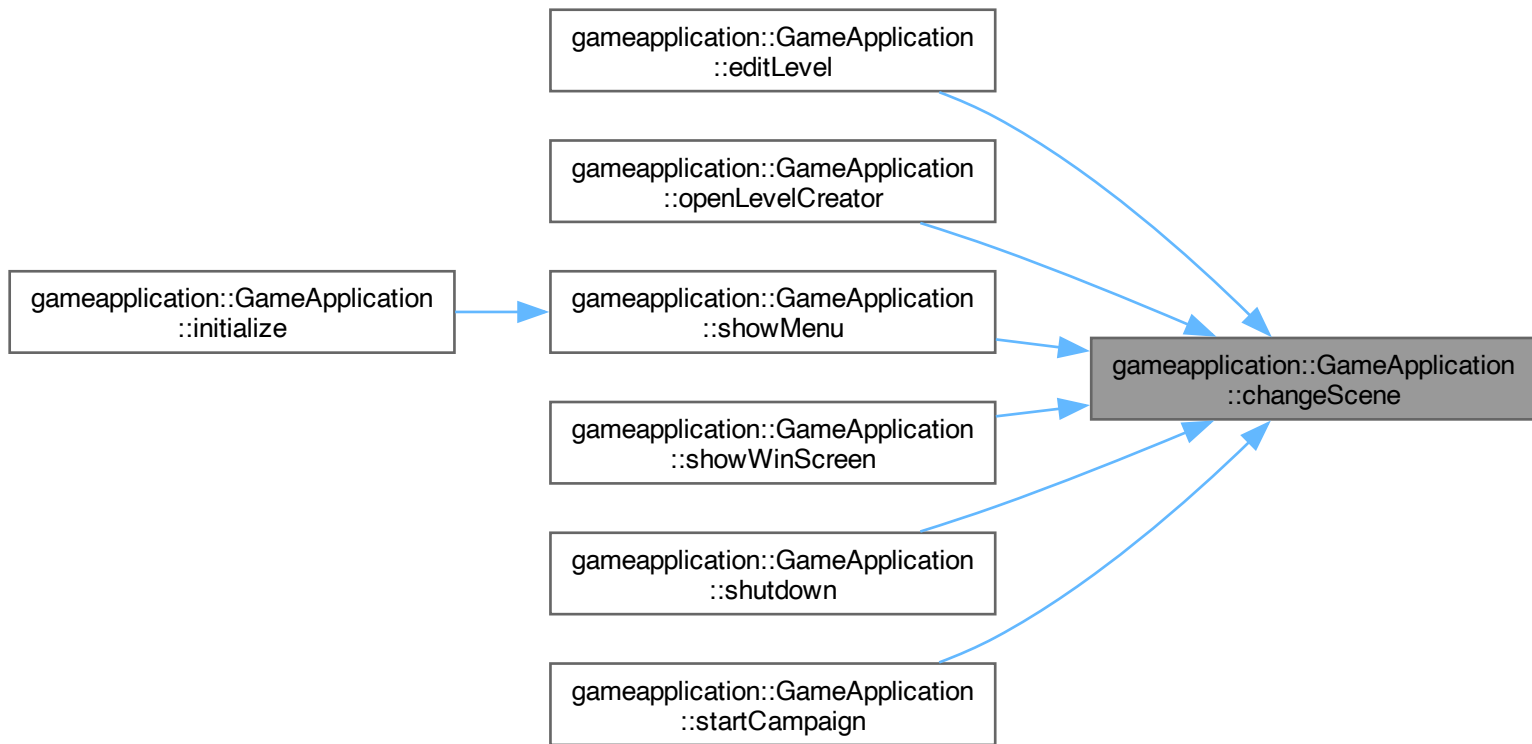 gameapplication::GameApplication
::editLevel
gameapplication::GameApplication
::openLevelCreator
gameapplication::GameApplication
::initialize
gameapplication::GameApplication
::showMenu
gameapplication::GameApplication
::changeScene
gameapplication::GameApplication
::showWinScreen
gameapplication::GameApplication
::shutdown
gameapplication::GameApplication
::startCampaign